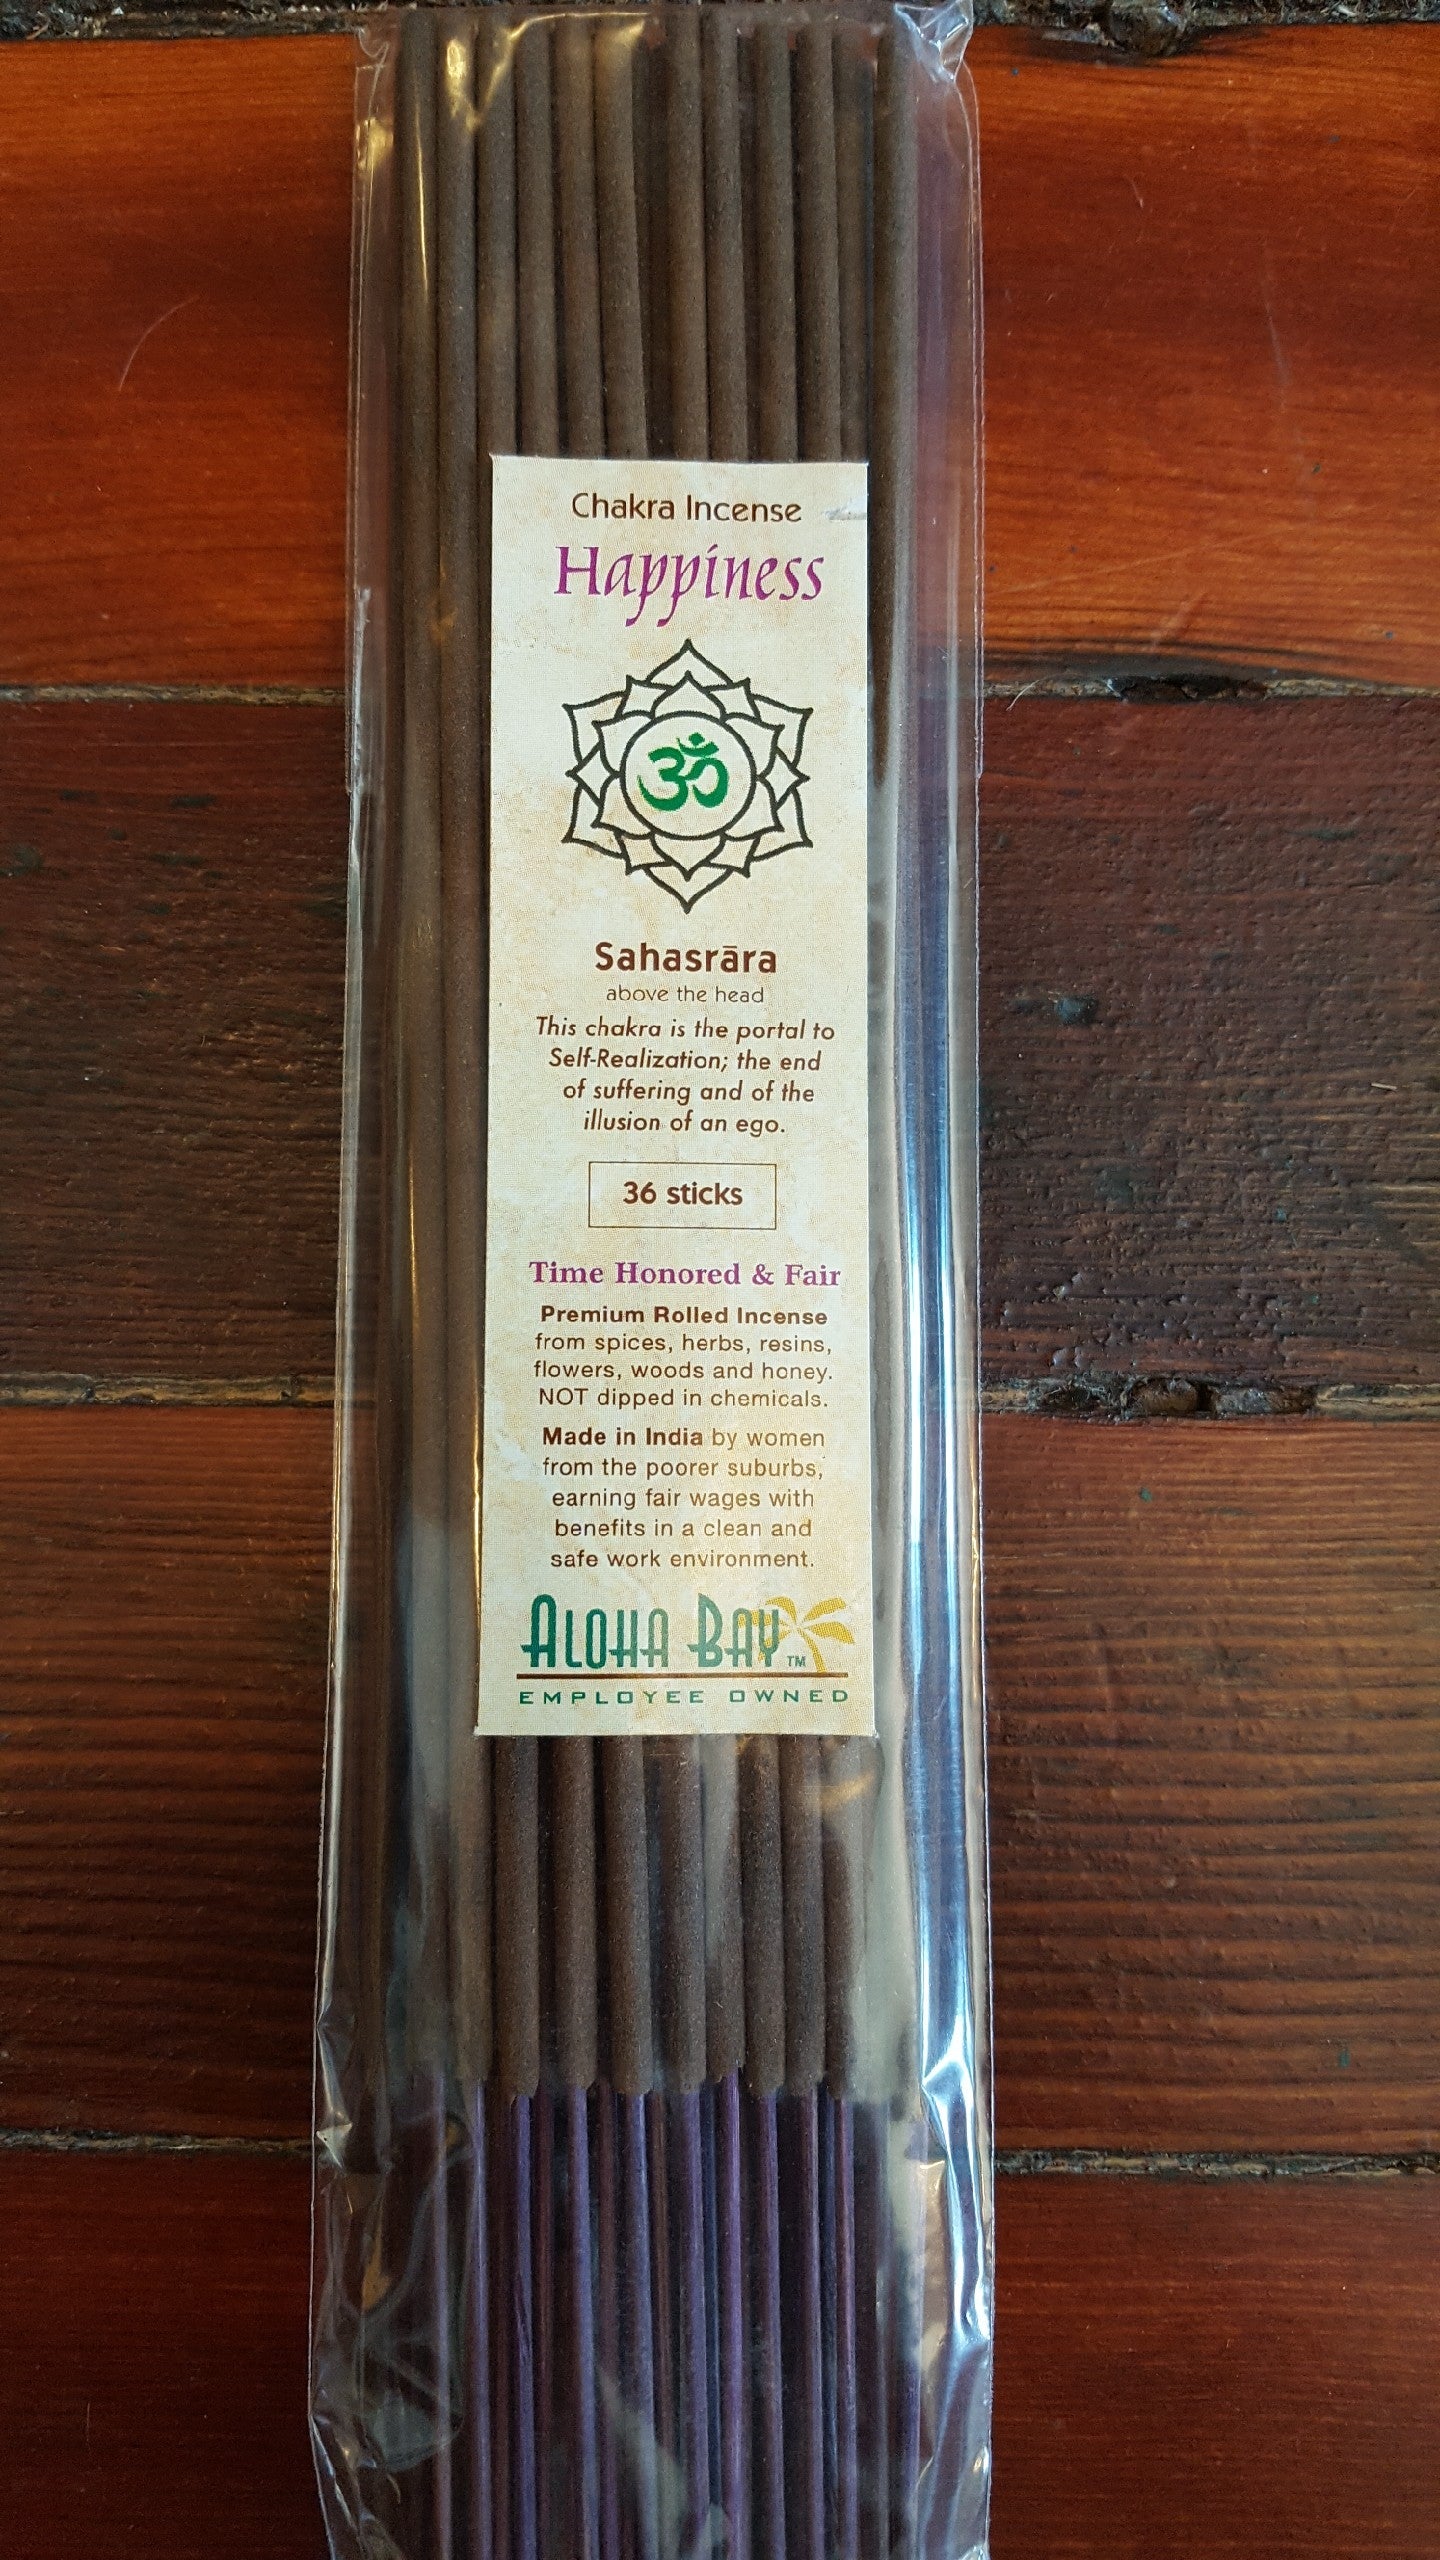 Chakra Incense
Happiness
ॐ
Sahasrāra
above the head
This chakra is the portal to
Self-Realization; the end
of suffering and of the
illusion of an ego.
36 sticks
Time Honored & Fair
Premium Rolled Incense
from spices, herbs, resins,
flowers, woods and honey.
NOT dipped in chemicals.
Made in India by women
from the poorer suburbs,
earning fair wages with
benefits in a clean and
safe work environment.
ALOHA BAY TM
EMPLOYEE OWNED